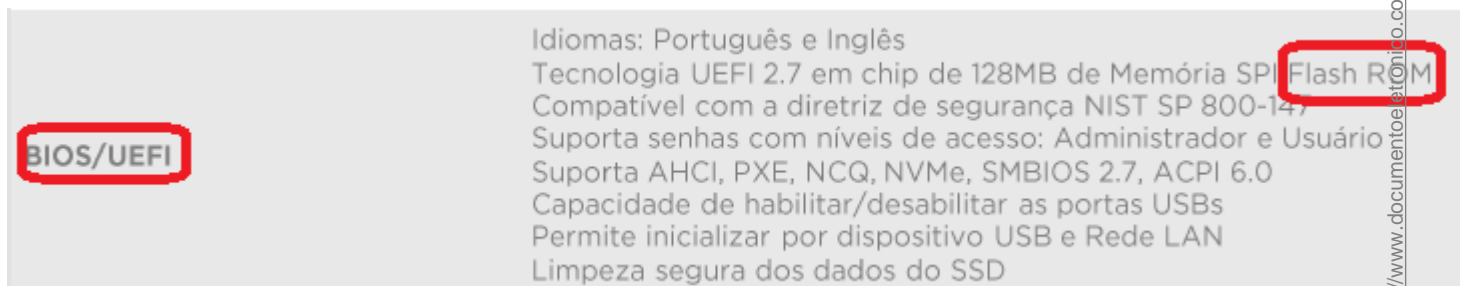 Idiomas: Português e Inglês
Tecnologia UEFI 2.7 em chip de 128MB de Memória SPI Flash ROM
Compatível com a diretriz de segurança NIST SP 800-147
BIOS/UEFI
Suporta senhas com níveis de acesso: Administrador e Usuário
Suporta AHCI, PXE, NCQ, NVMe, SMBIOS 2.7, ACPI 6.0
Capacidade de habilitar/desabilitar as portas USBs
Permite inicializar por dispositivo USB e Rede LAN
Limpeza segura dos dados do SSD
//www.documentoeletronico.co